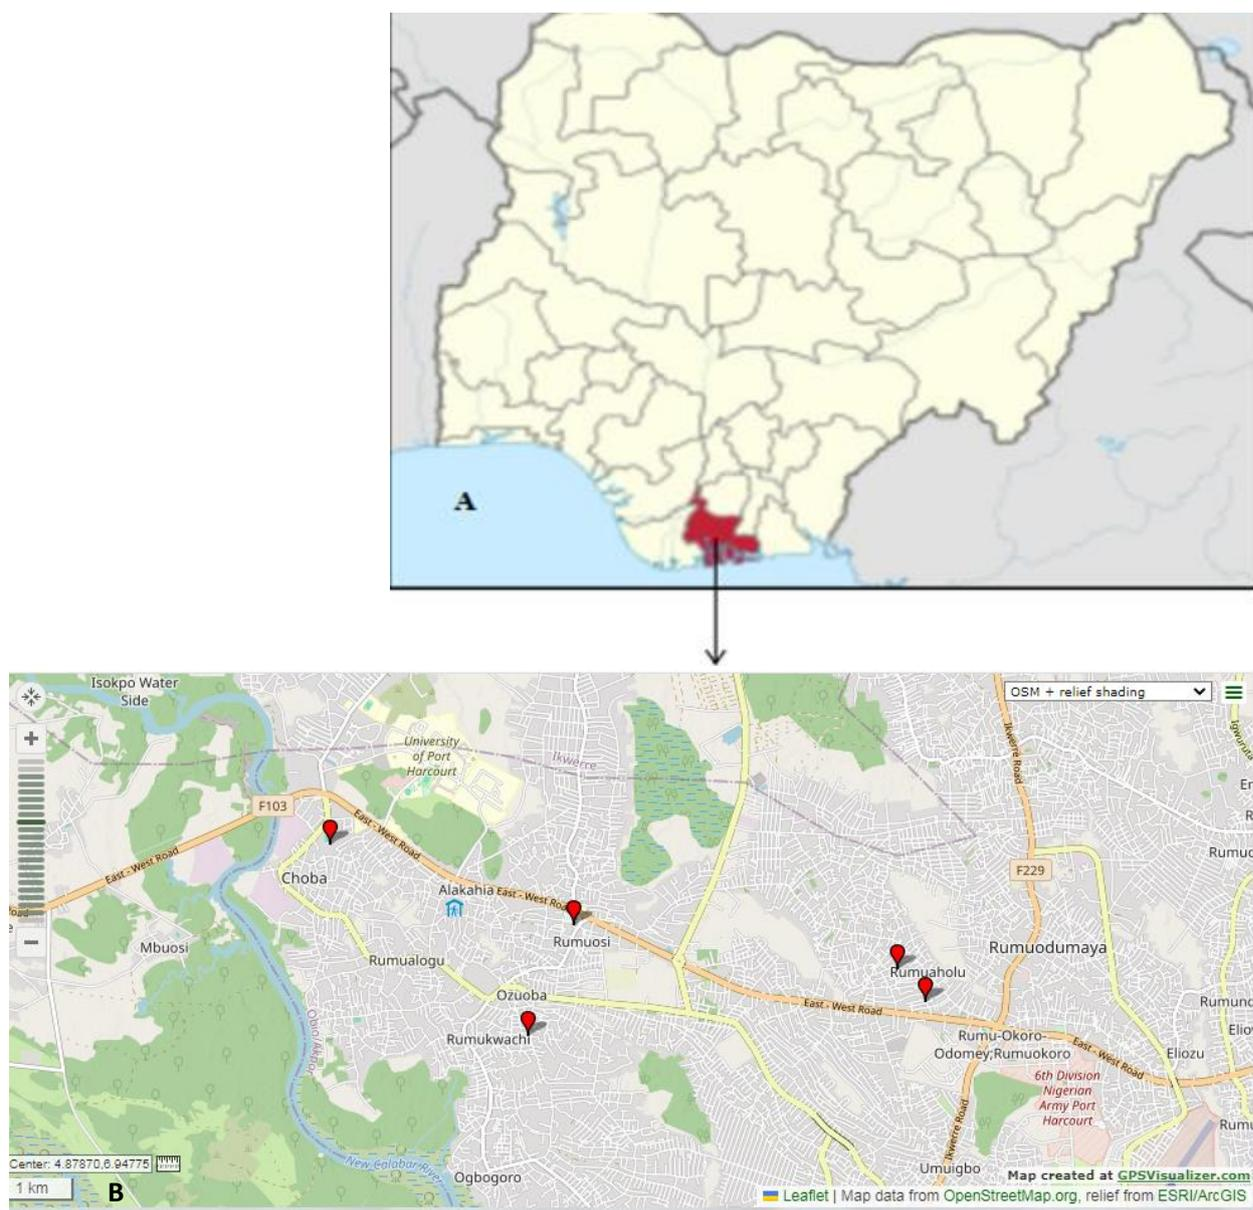 A
Isokpo Water
Side
OSM + relief shading
University
of Port
Harcourt
Ikwerre
Ikwerre Road
F103
East - West Road
East - West Road
F229
Choba
Alakahia
East - West Road
Rumuosi
Mbuosi
Rumualogu
Rumuaholu
Rumuodumaya
Ozuoba
East - West Road
Rumukwachi
Obio/Akpor
Rumu-Okoro-
Odomey;Rumuokoro
East - West Road
Eliozu
6th Division
Nigerian
Army Port
Harcourt
Ikwerre Road
New Calabar River
Ogbogoro
Umuigbo
Center: 4.87870,6.94775
1 km
B
Map created at GPSVisualizer.com
Leaflet | Map data from OpenStreetMap.org, relief from ESRI/ArcGIS